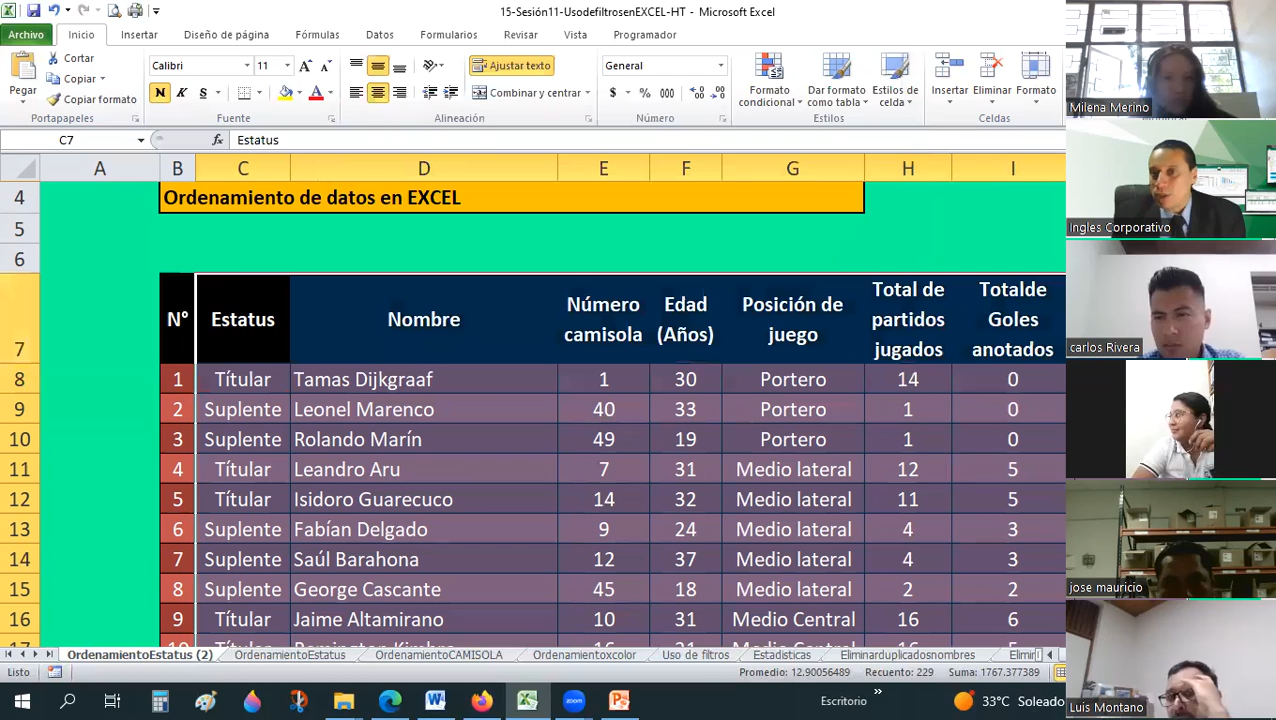 15-Sesión11-UsodefiltrosenEXCEL-HT - Microsoft Excel
Archivo Inicio Insertar Diseño de página Fórmulas Revisar Programador
Cortar
Copiar
Copiar formato
Pegar
Calibri 11
N K S
Ajustar texto
Combinar y centrar
General
$ % 000
Formato condicional
Dar formato como tabla
Estilos de celda
Insertar Eliminar Formato
Portapapeles Fuente Alineación Número Estilos Celdas
C7 fx Estatus
A B C D E F G H I
4 Ordenamiento de datos en EXCEL
5
6
7 Nº Estatus Nombre Número camisola Edad (Años) Posición de juego Total de partidos jugados Totalde Goles anotados
8 1 Títular Tamas Dijkgraaf 1 30 Portero 14 0
9 2 Suplente Leonel Marenco 40 33 Portero 1 0
10 3 Suplente Rolando Marín 49 19 Portero 1 0
11 4 Títular Leandro Aru 7 31 Medio lateral 12 5
12 5 Títular Isidoro Guarecuco 14 32 Medio lateral 11 5
13 6 Suplente Fabían Delgado 9 24 Medio lateral 4 3
14 7 Suplente Saúl Barahona 12 37 Medio lateral 4 3
15 8 Suplente George Coccant 45 18 Medio lateral 2 2
16 9 Títular Jaime Altamirano 10 31 Medio Central 16 6
OrdenamientoEstatus (2) OrdenamientoEstatus OrdenamientoCAMISOLA Ordenamientoxcolor Uso de filtros Estadísticas Eliminarduplicadosnombres Elimir
Listo Promedio: 12.90056489 Recuento: 229 Suma: 1767.377389
Escritorio » 33°C Soleado
Milena Merino
Ingles Corporativo
carlos Rivera
jose mauricio
Luis Montano